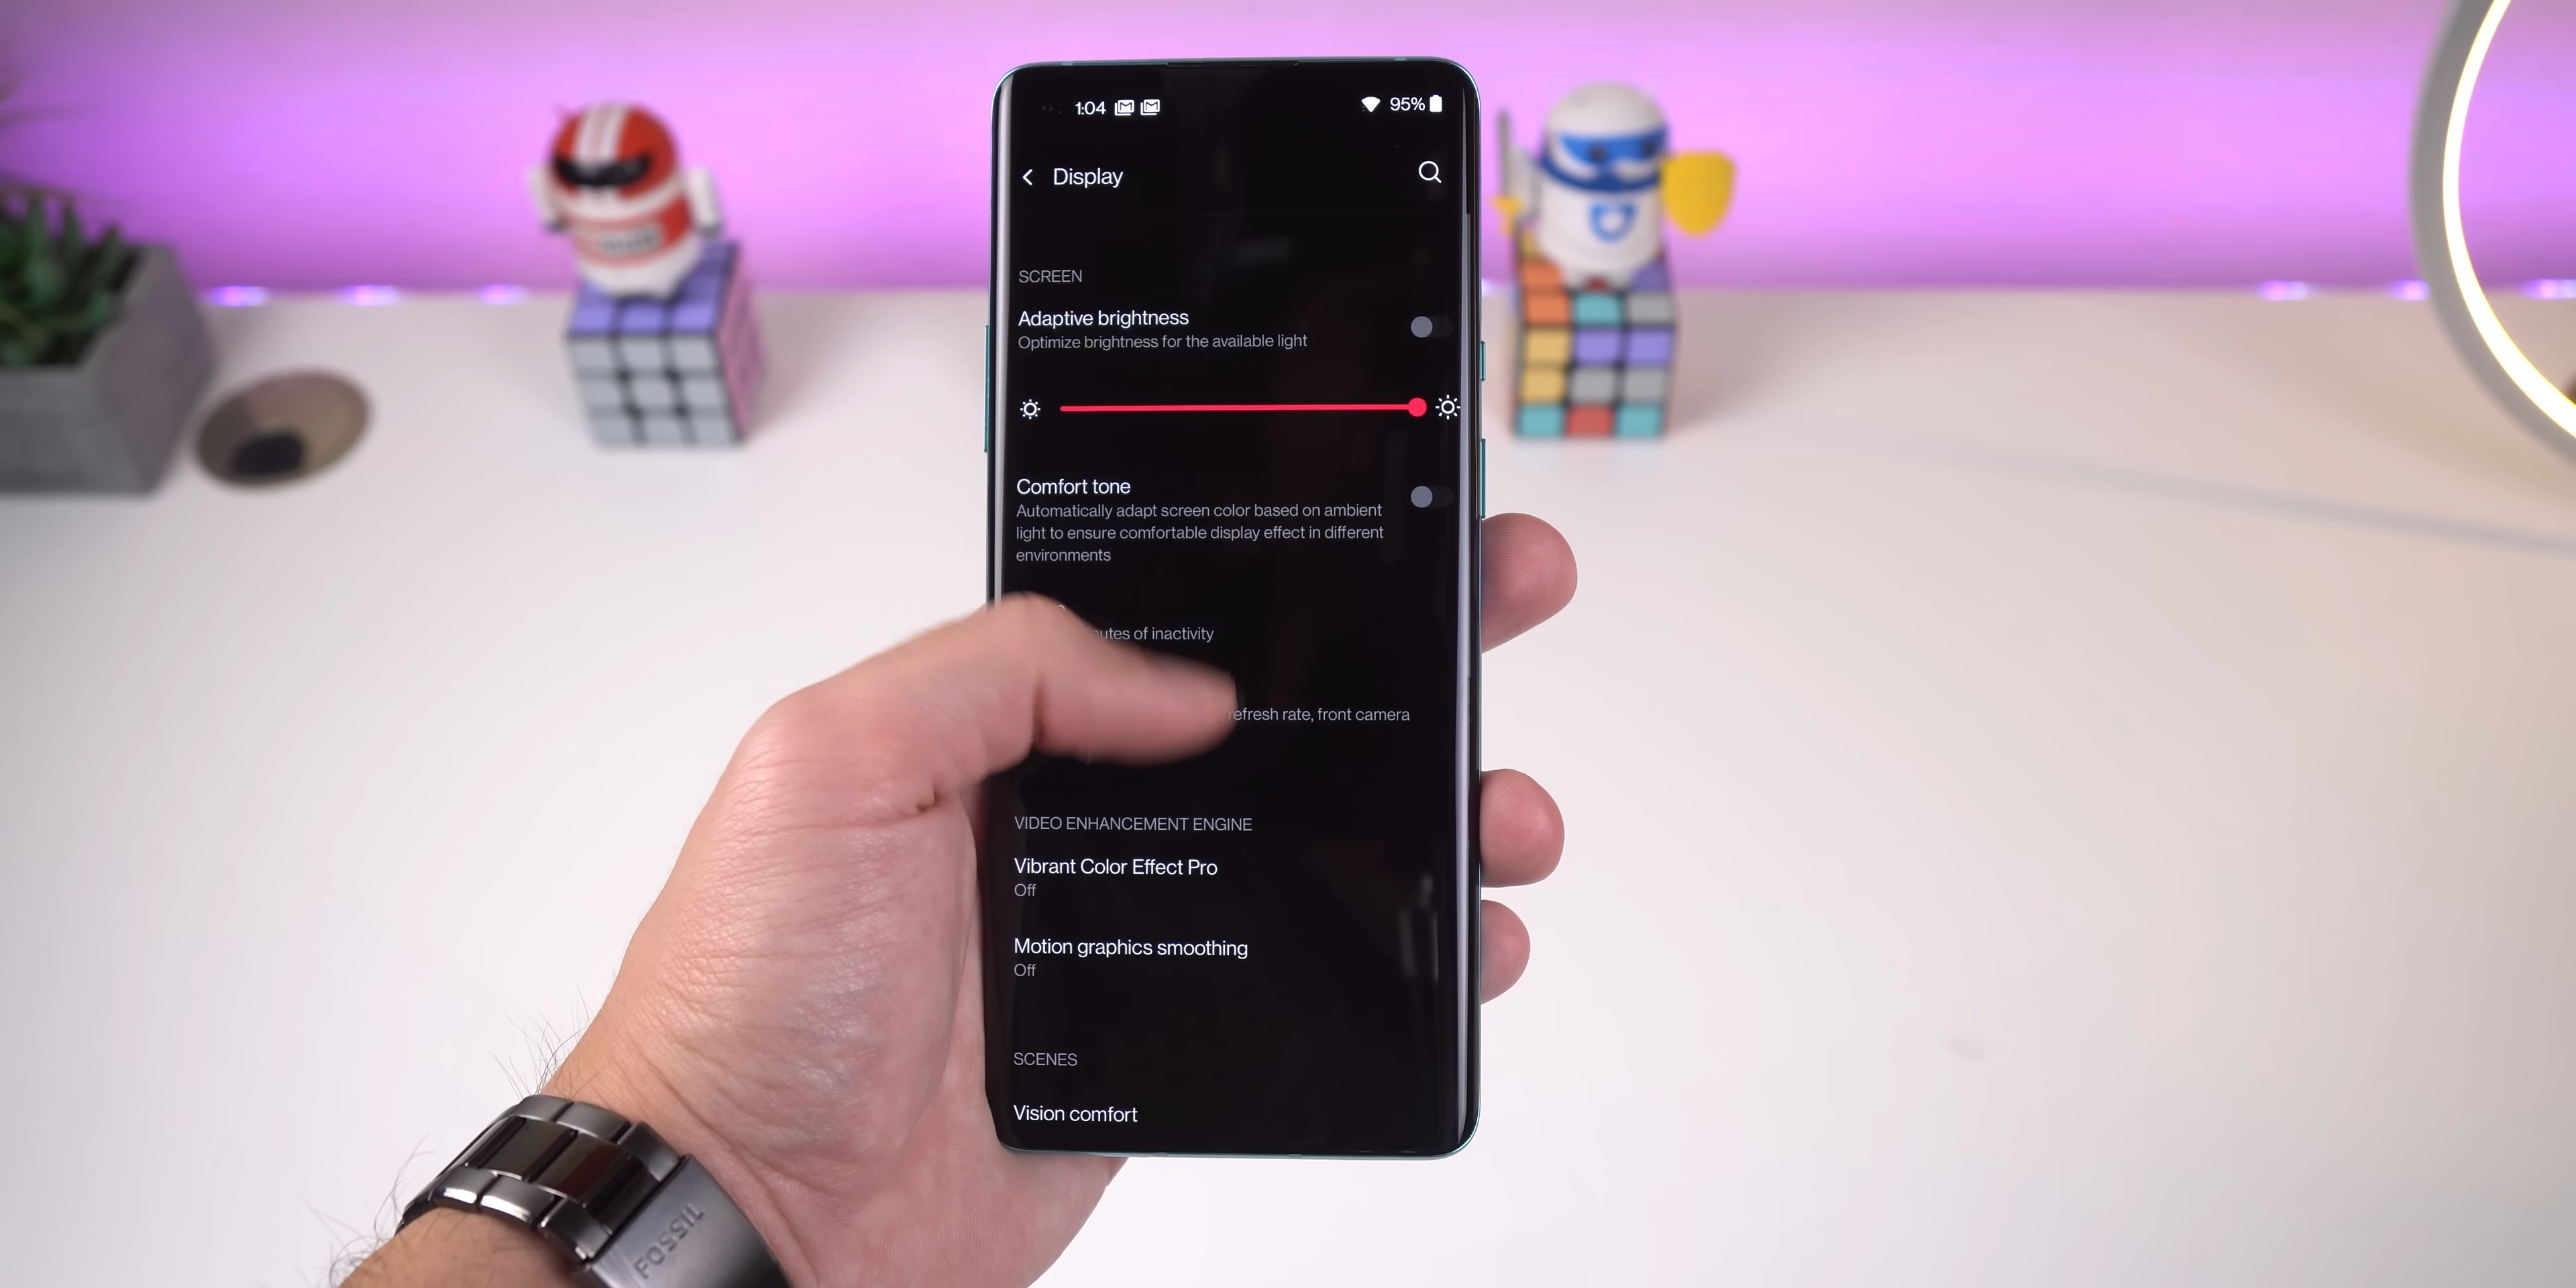 1:04 95%
Display
SCREEN
Adaptive brightness
Optimize brightness for the available light
Comfort tone
Automatically adapt screen color based on ambient
light to ensure comfortable display effect in different
environments
of inactivity
refresh rate, front camera
VIDEO ENHANCEMENT ENGINE
Vibrant Color Effect Pro
Off
Motion graphics smoothing
Off
SCENES
Vision comfort
FOSSIL